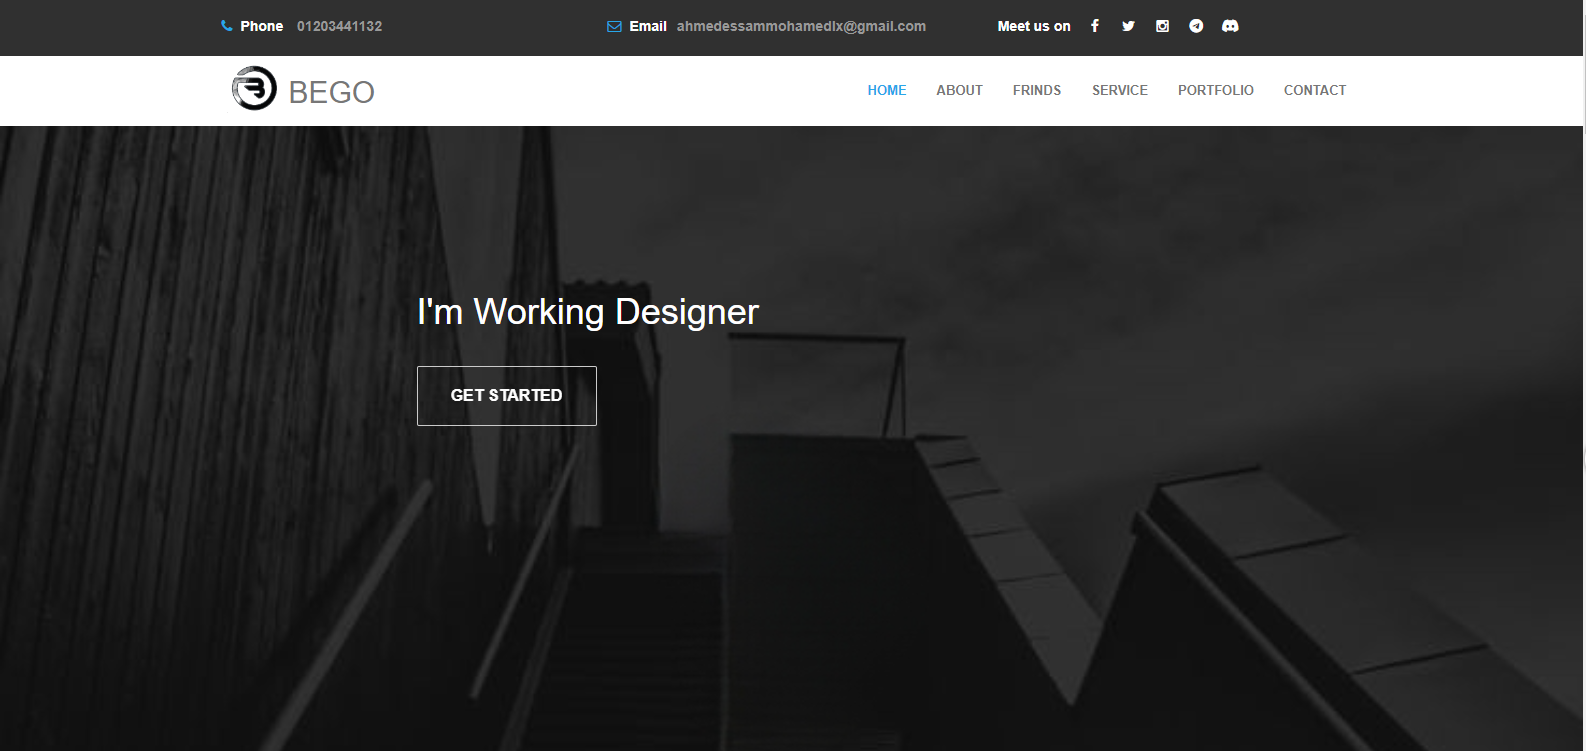 Phone 01203441132 Email ahmedessammohamedlx@gmail.com Meet us on
BEGO HOME ABOUT FRINDS SERVICE PORTFOLIO CONTACT
I'm Working Designer
GET STARTED